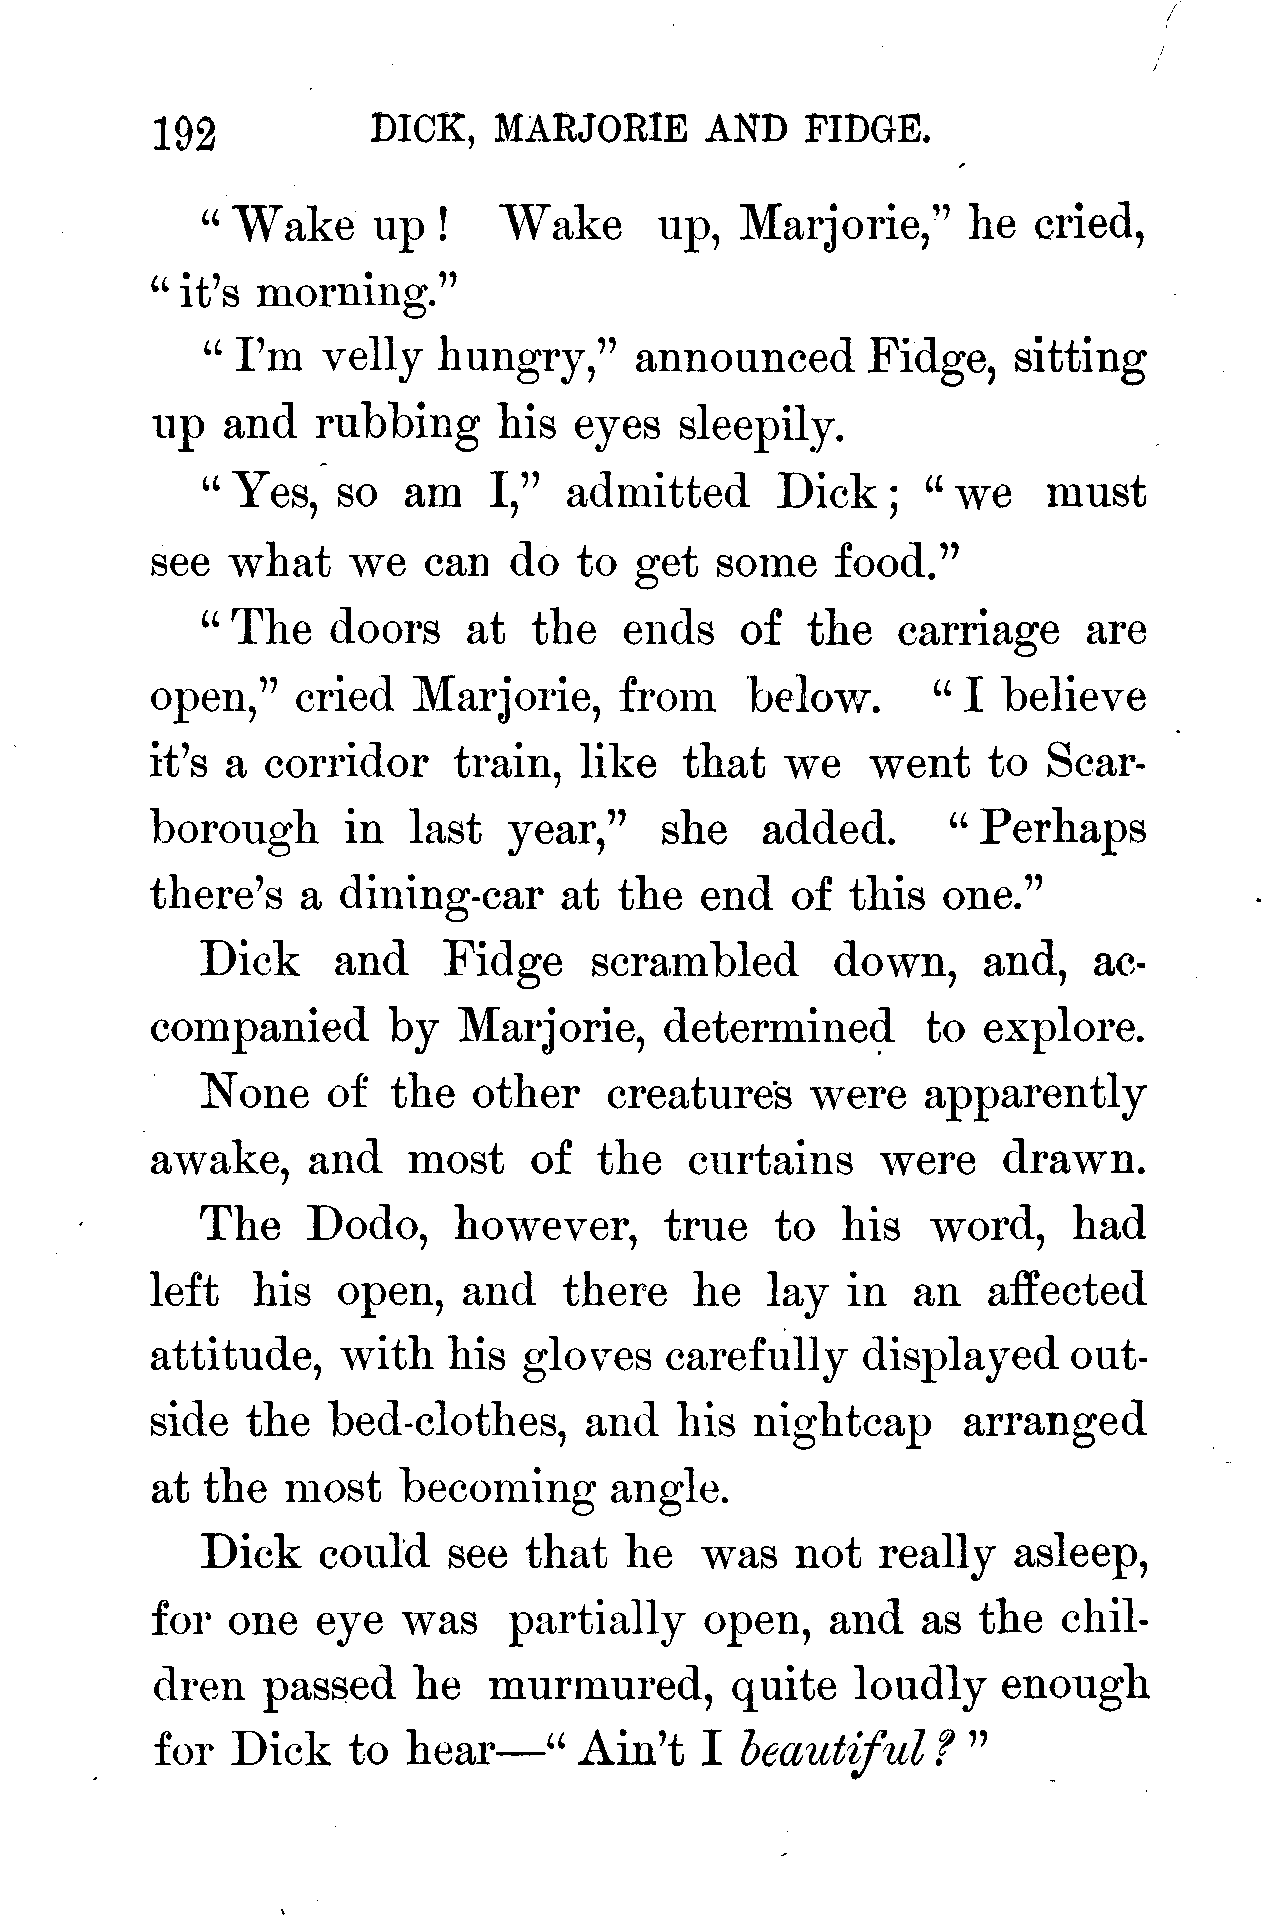 192 DICK, MARJORIE AND FIDGE.
“ Wake up ! Wake up, Marjorie,” he cried,
“ it’s morning.”
“ I’m velly hungry,” announced Fidge, sitting
up and rubbing his eyes sleepily.
“ Yes, so am I,” admitted Dick ; “ we must
see what we can do to get some food.”
“ The doors at the ends of the carriage are
open,” cried Marjorie, from below. “ I believe
it’s a corridor train, like that we went to Scar-
borough in last year,” she added. “ Perhaps
there’s a dining-car at the end of this one.”
Dick and Fidge scrambled down, and, ac-
companied by Marjorie, determined to explore.
None of the other creatures were apparently
awake, and most of the curtains were drawn.
The Dodo, however, true to his word, had
left his open, and there he lay in an affected
attitude, with his gloves carefully displayed out-
side the bed-clothes, and his nightcap arranged
at the most becoming angle.
Dick could see that he was not really asleep,
for one eye was partially open, and as the chil-
dren passed he murmured, quite loudly enough
for Dick to hear—“ Ain’t I beautiful ? ”